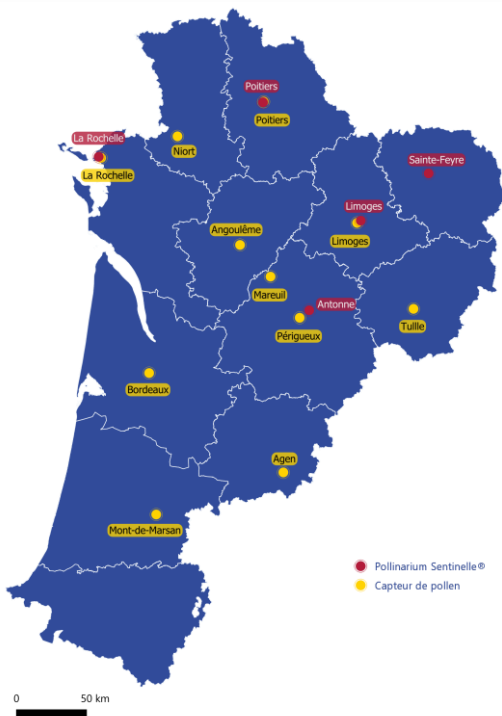 Poitiers
Poitiers
La Rochelle
Niort
La Rochelle
Sainte-Feyre
Limoges
Angoulême
Limoges
Mareuil
Antonne
Périgueux
Tullle
Bordeaux
Agen
Mont-de-Marsan
Pollinarium Sentinelle®
Capteur de pollen
0 50 km